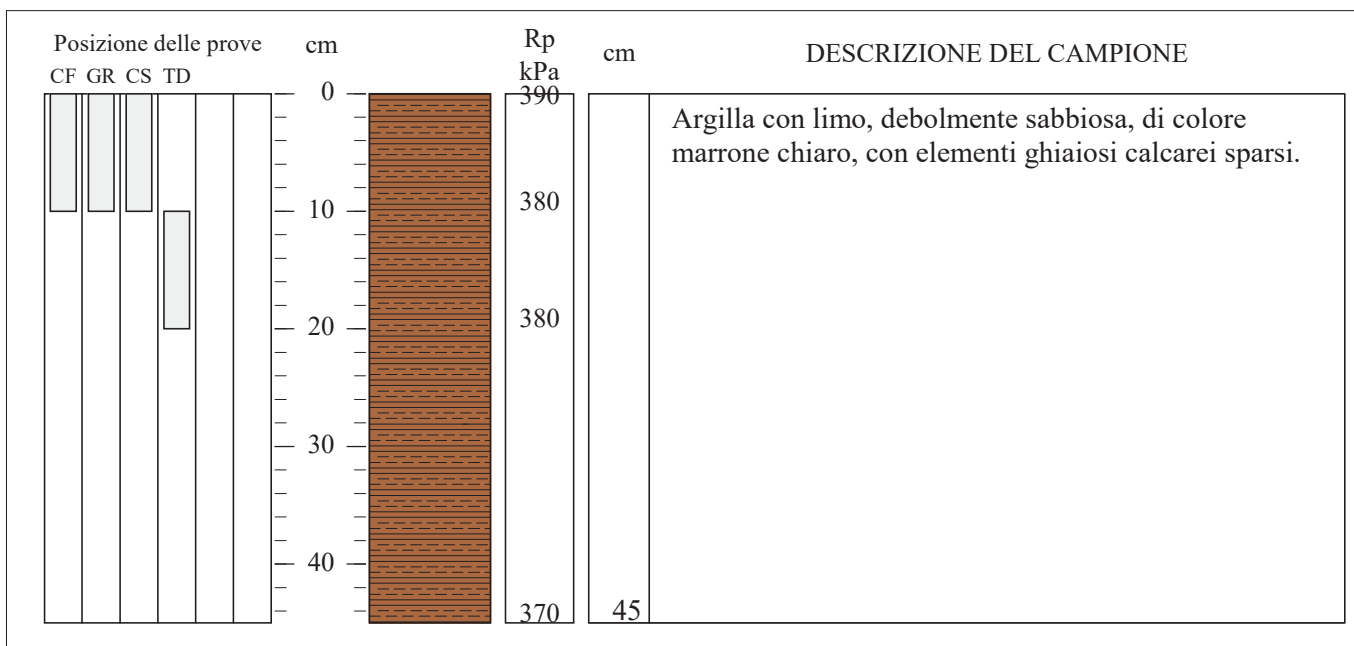 Posizione delle prove
CF GR CS TD
cm
Rp
kPa
cm
DESCRIZIONE DEL CAMPIONE
0
10
20
30
40
390
380
380
370
45
Argilla con limo, debolmente sabbiosa, di colore
marrone chiaro, con elementi ghiaiosi calcarei sparsi.